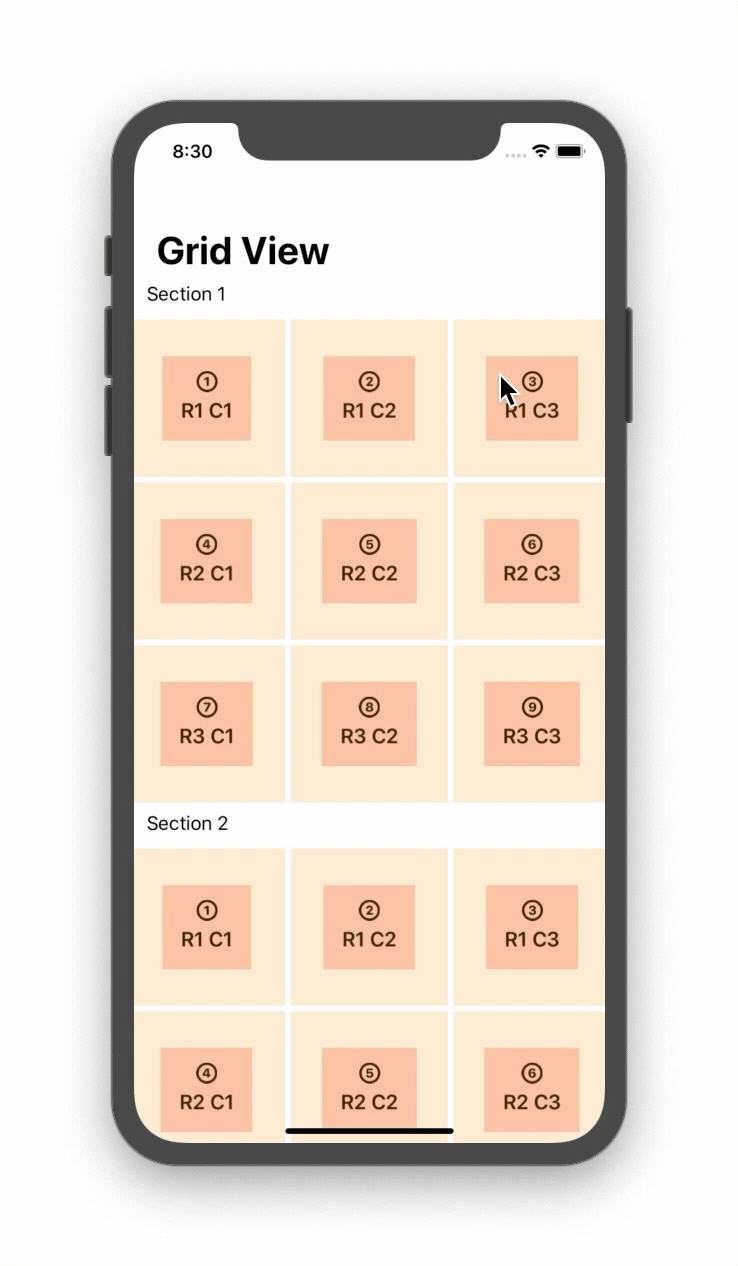 8:30
Grid View
Section 1
1 2 3
R1 C1 R1 C2 R1 C3
4 5 6
R2 C1 R2 C2 R2 C3
7 8 9
R3 C1 R3 C2 R3 C3
Section 2
1 2 3
R1 C1 R1 C2 R1 C3
4 5 6
R2 C1 R2 C2 R2 C3